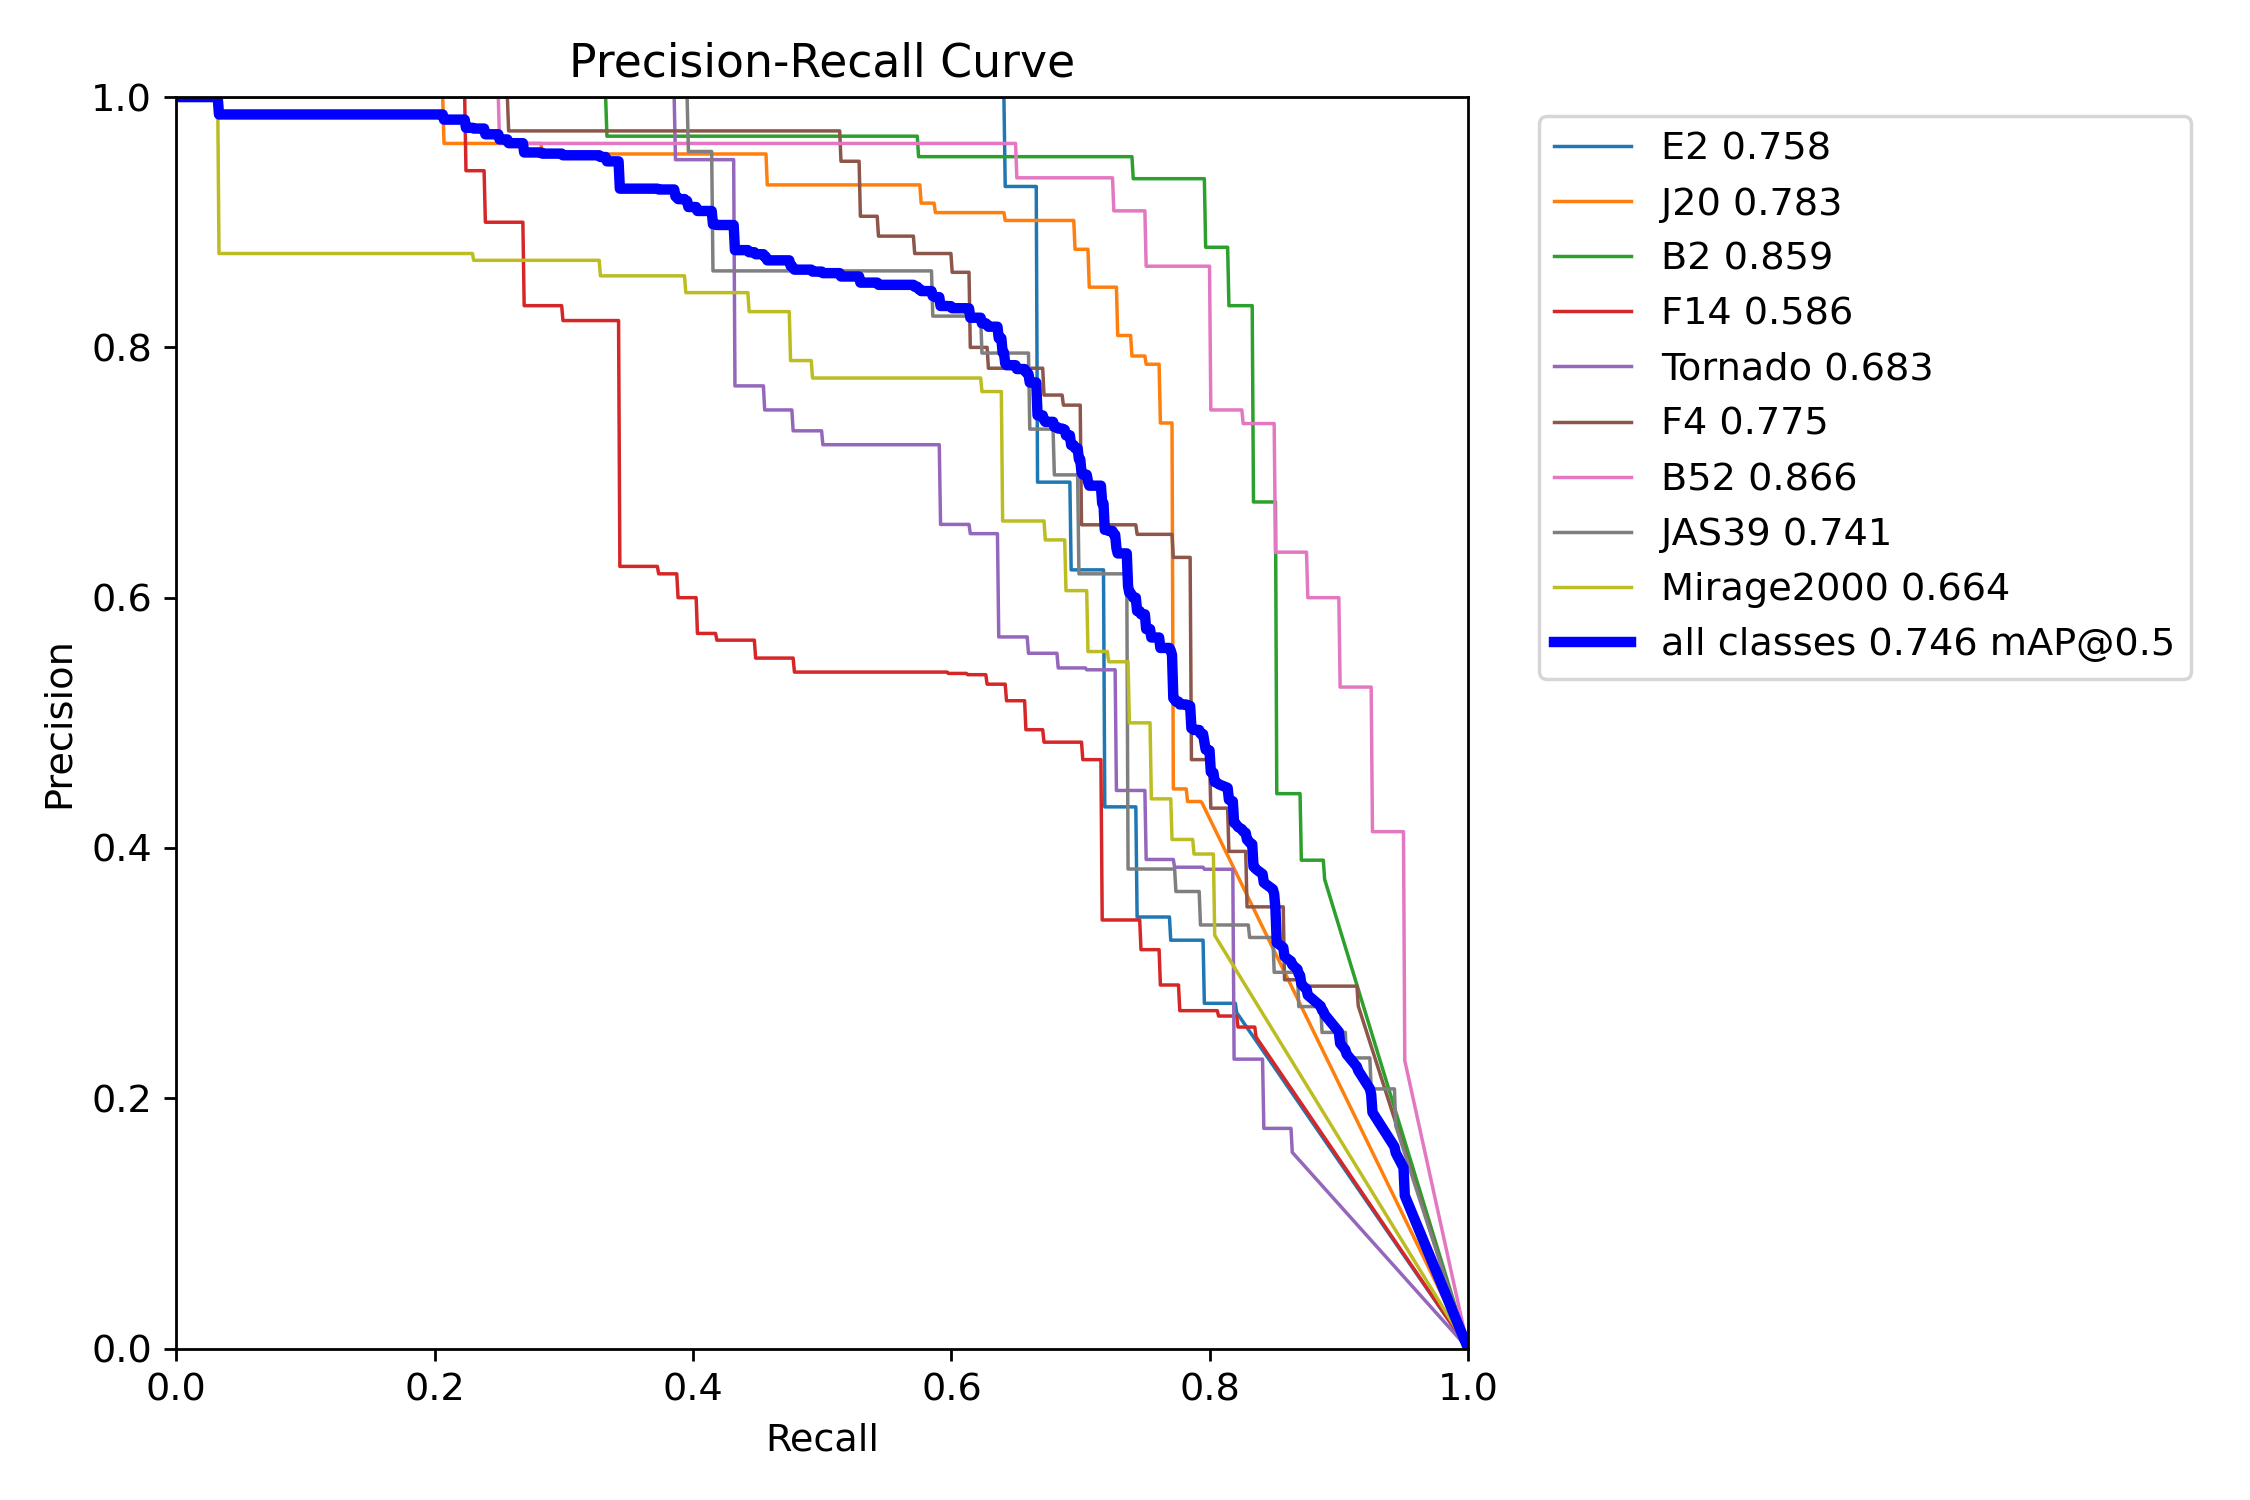 Precision-Recall Curve
1.0
0.8
0.6
0.4
0.2
0.0
Precision
0.0 0.2 0.4 0.6 0.8 1.0
Recall
E2 0.758
J20 0.783
B2 0.859
F14 0.586
Tornado 0.683
F4 0.775
B52 0.866
JAS39 0.741
Mirage2000 0.664
all classes 0.746 mAP@0.5